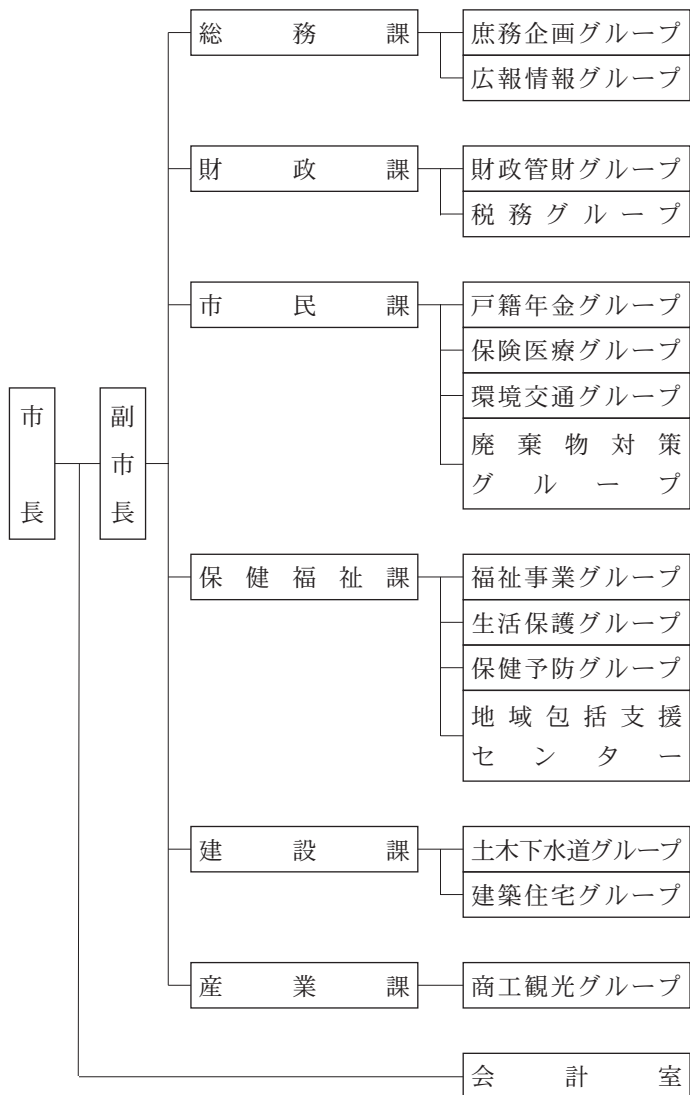 市長
副市長
総務課
庶務企画グループ
広報情報グループ
財政課
財政管財グループ
税務グループ
市民課
戸籍年金グループ
保険医療グループ
環境交通グループ
廃棄物対策
グループ
保健福祉課
福祉事業グループ
生活保護グループ
保健予防グループ
地域包括支援
センター
建設課
土木下水道グループ
建築住宅グループ
産業課
商工観光グループ
会計室